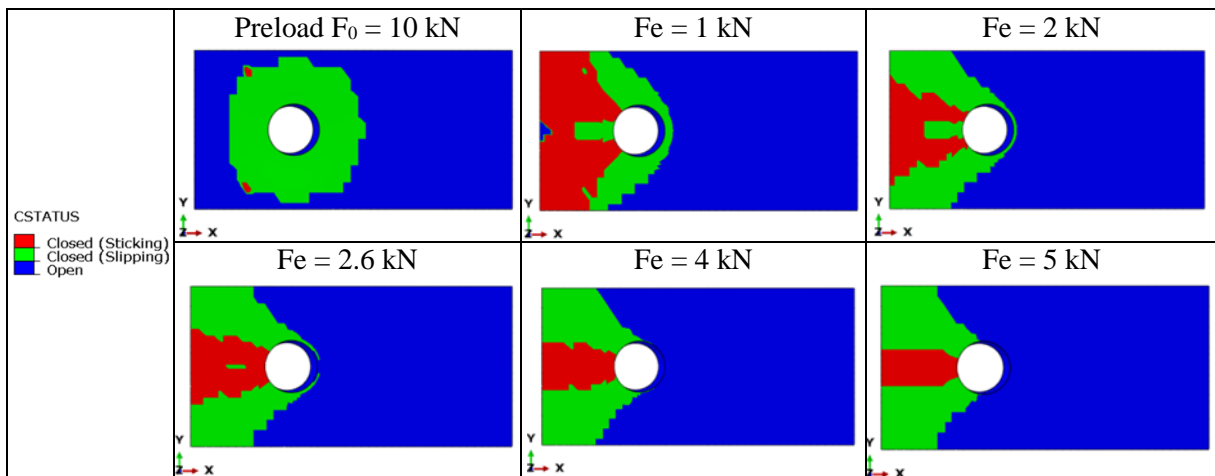 Preload F₀ = 10 kN
Fe = 1 kN
Fe = 2 kN
CSTATUS
Closed (Sticking)
Closed (Slipping)
Open
Y
Z X
Y
Z X
Y
Z X
Fe = 2.6 kN
Fe = 4 kN
Fe = 5 kN
Y
Z X
Y
Z X
Y
Z X